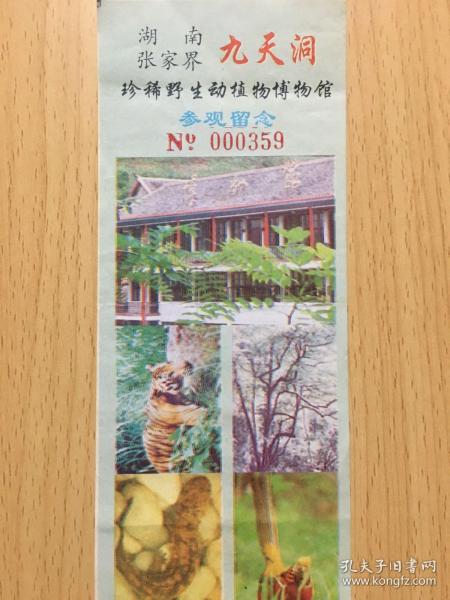 湖南
张家界 九天洞
珍稀野生动植物博物馆
参观留念
Nº 000359
孔夫子旧书网
www.kongfz.com